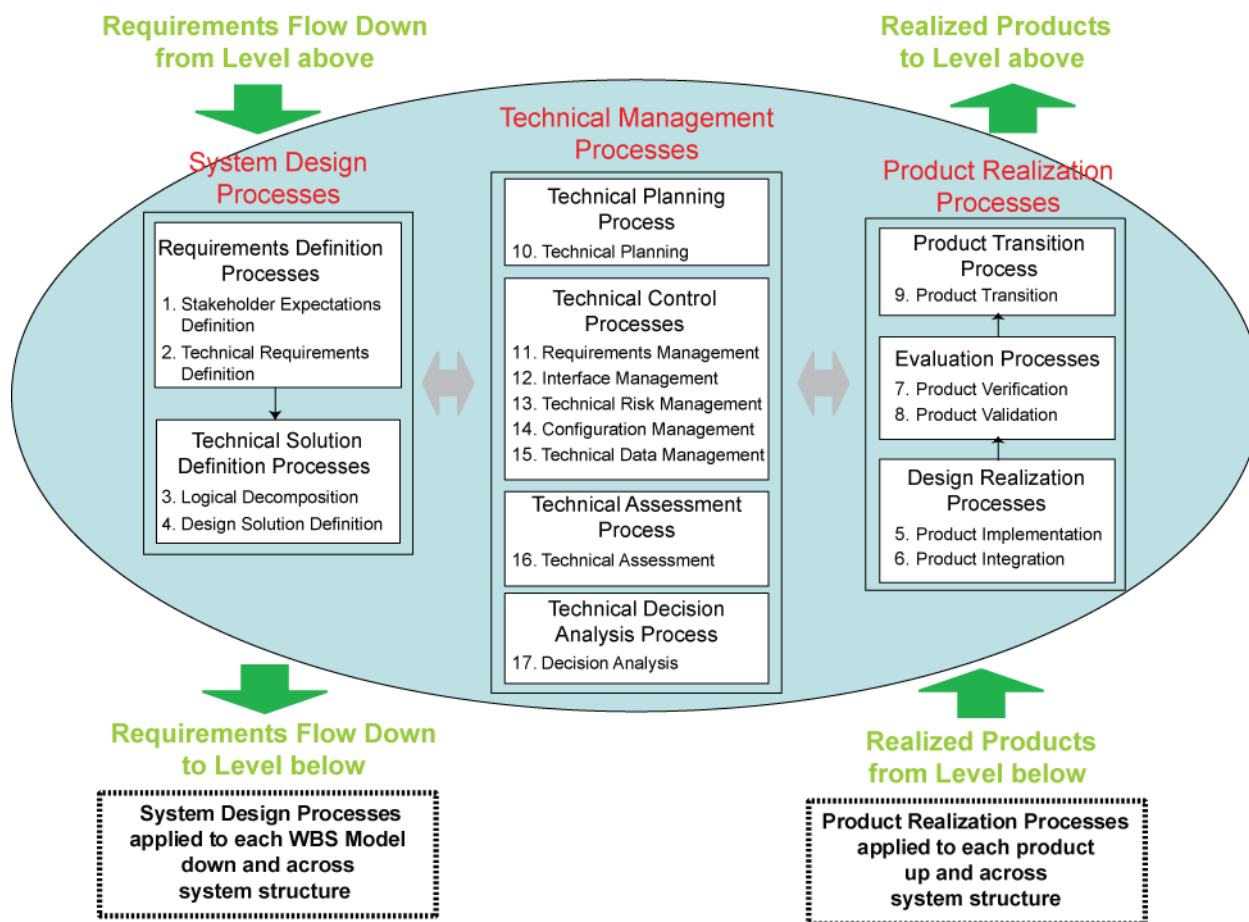 Requirements Flow Down
from Level above
Realized Products
to Level above
System Design
Processes
Requirements Definition
Processes
1. Stakeholder Expectations
Definition
2. Technical Requirements
Definition
Technical Solution
Definition Processes
3. Logical Decomposition
4. Design Solution Definition
Technical Management
Processes
Technical Planning
Process
10. Technical Planning
Technical Control
Processes
11. Requirements Management
12. Interface Management
13. Technical Risk Management
14. Configuration Management
15. Technical Data Management
Technical Assessment
Process
16. Technical Assessment
Technical Decision
Analysis Process
17. Decision Analysis
Product Realization
Processes
Product Transition
Process
9. Product Transition
Evaluation Processes
7. Product Verification
8. Product Validation
Design Realization
Processes
5. Product Implementation
6. Product Integration
Requirements Flow Down
to Level below
System Design Processes
applied to each WBS Model
down and across
system structure
Realized Products
from Level below
Product Realization Processes
applied to each product
up and across
system structure